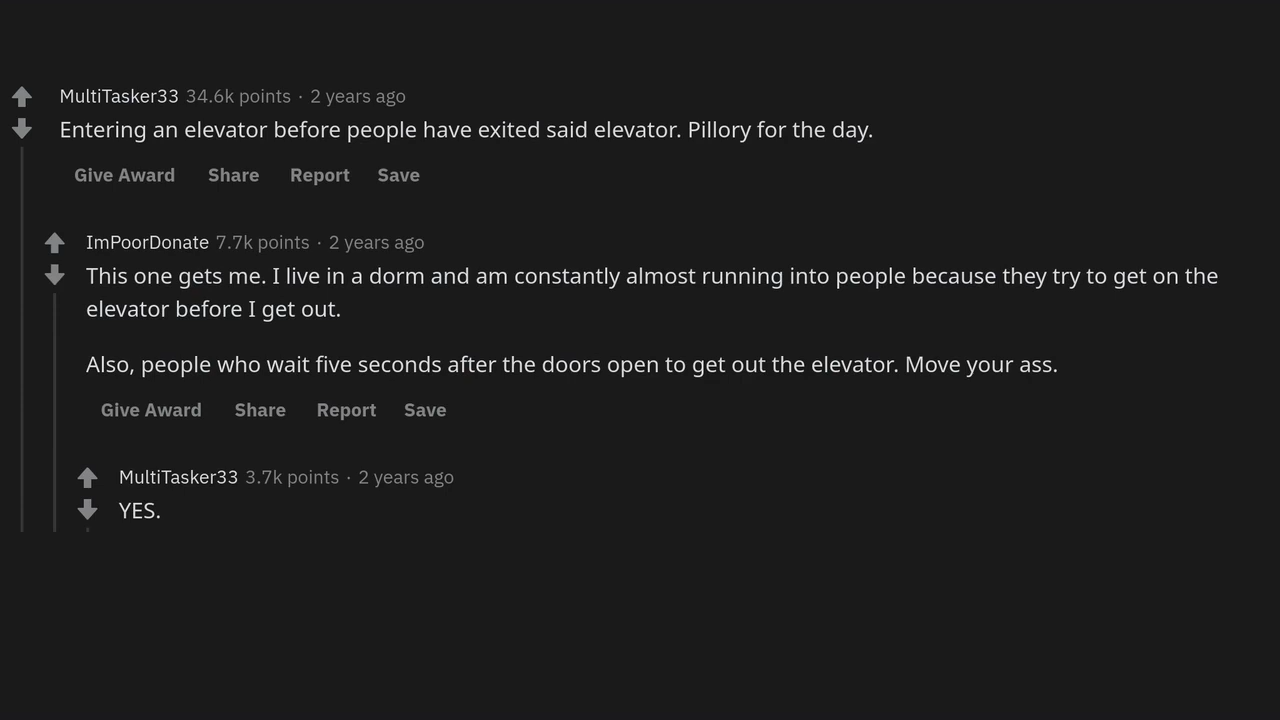 MultiTasker33 34.6k points · 2 years ago
Entering an elevator before people have exited said elevator. Pillory for the day.
Give Award Share Report Save
ImPoorDonate 7.7k points · 2 years ago
This one gets me. I live in a dorm and am constantly almost running into people because they try to get on the
elevator before I get out.
Also, people who wait five seconds after the doors open to get out the elevator. Move your ass.
Give Award Share Report Save
MultiTasker33 3.7k points · 2 years ago
YES.